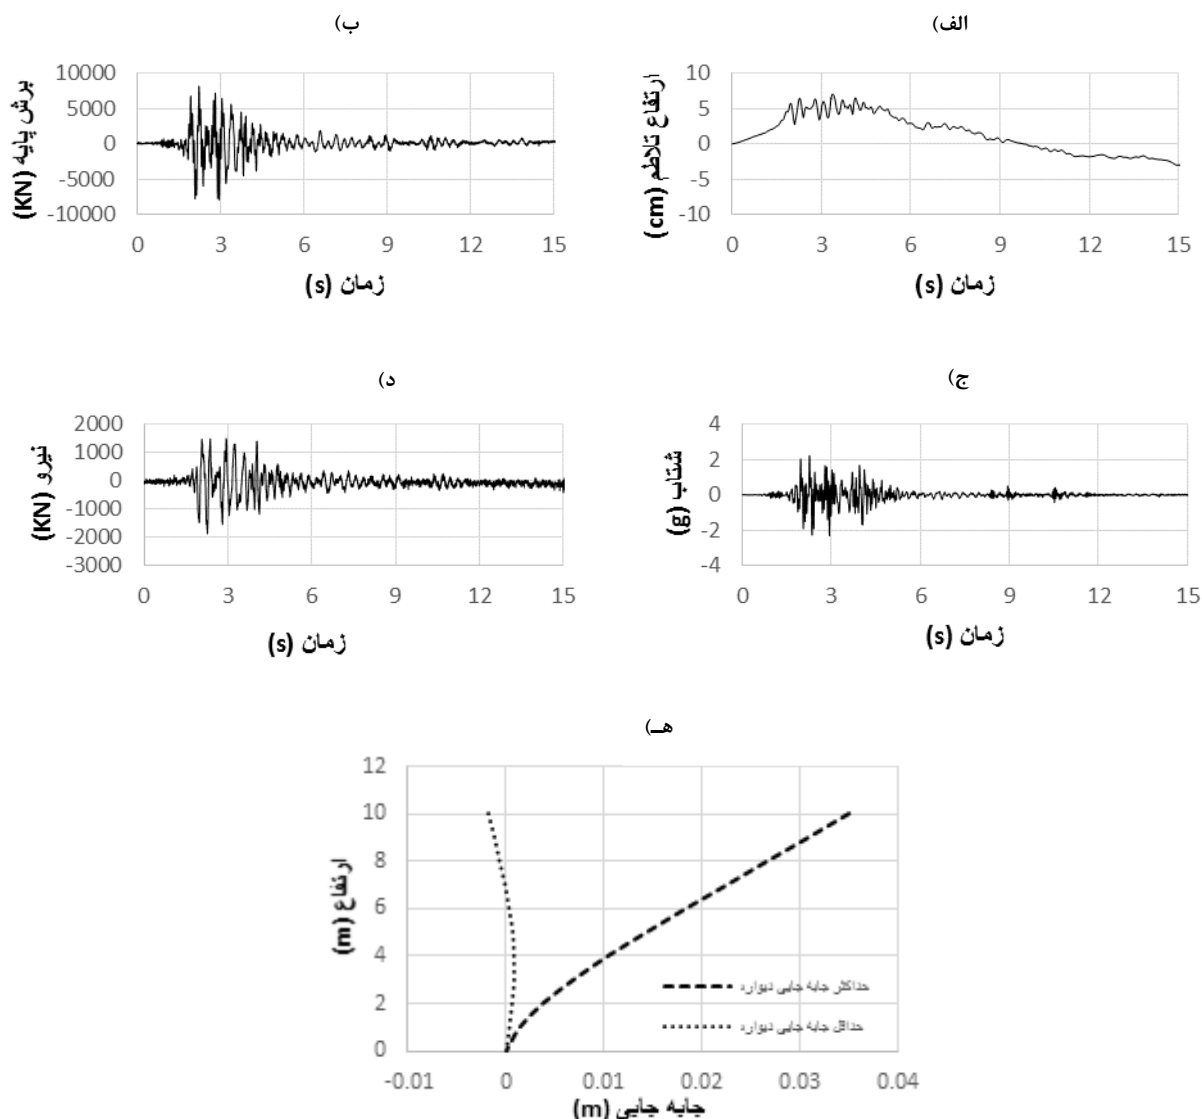 الف)
ارتفاع تلاطم (cm)
10
5
0
-5
-10
0 3 6 9 12 15
زمان (s)
ب)
برش پایه (KN)
10000
5000
0
-5000
-10000
0 3 6 9 12 15
زمان (s)
ج)
شتاب (g)
4
2
0
-2
-4
0 3 6 9 12 15
زمان (s)
د)
نیرو (KN)
2000
1000
0
-1000
-2000
-3000
0 3 6 9 12 15
زمان (s)
هـ)
ارتفاع (m)
12
10
8
6
4
2
0
حداکثر جابه جایی دیواره
حداقل جابه جایی دیواره
-0.01 0 0.01 0.02 0.03 0.04
جابه جایی (m)